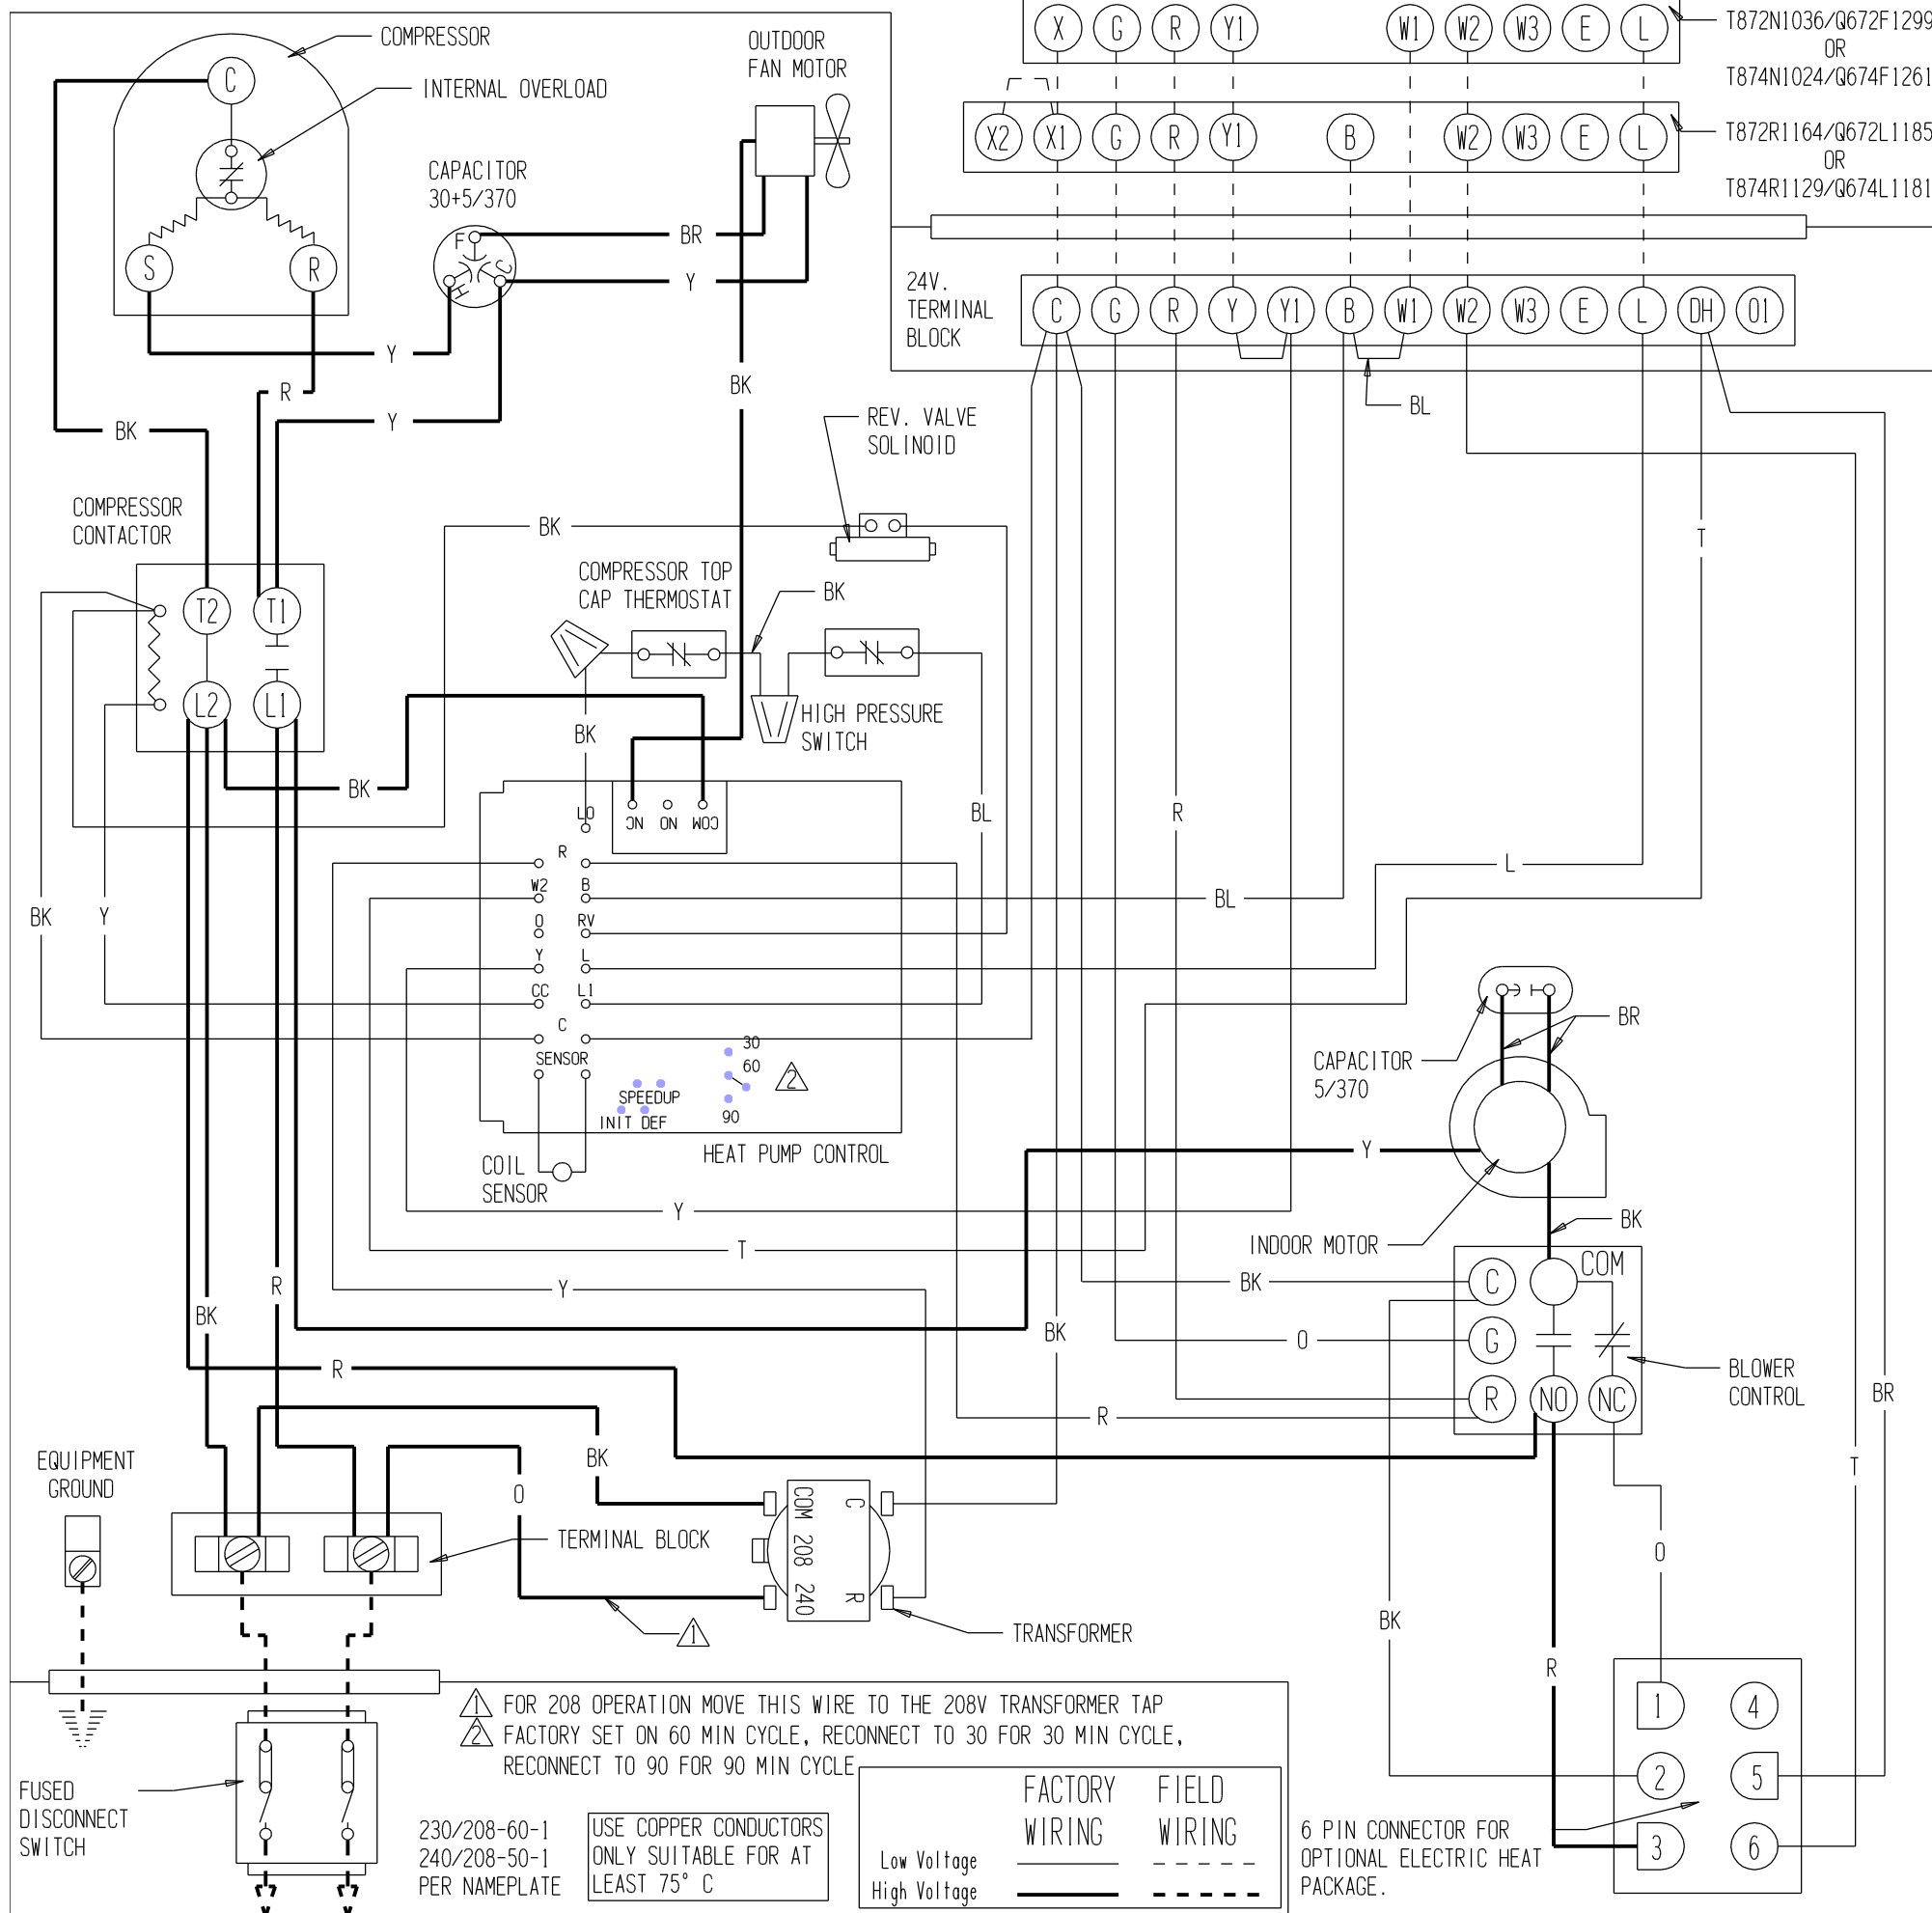 COMPRESSOR
INTERNAL OVERLOAD
C
S
R
OUTDOOR
FAN MOTOR
CAPACITOR
30+5/370
F
C
H
BR
Y
Y
R
Y
BK
BK
X G R Y1 W1 W2 W3 E L
T872N1036/Q672F1299
OR
T874N1024/Q674F1261
X2 X1 G R Y1 B W2 W3 E L
T872R1164/Q672L1185
OR
T874R1129/Q674L1181
24V.
TERMINAL
BLOCK
C G R Y Y1 B W1 W2 W3 E L DH O1
BL
REV. VALVE
SOLINOID
COMPRESSOR
CONTACTOR
BK
T
COMPRESSOR TOP
CAP THERMOSTAT
BK
T2 T1
L2 L1
HIGH PRESSURE
SWITCH
BK
BK
BL
R
L
LO
NC NO COM
R
W2 B
O RV
Y L
CC L1
C
SENSOR
BK
Y
BL
30
60
90
2
SPEEDUP
INIT DEF
HEAT PUMP CONTROL
COIL
SENSOR
CAPACITOR
5/370
BR
Y
Y
BK
INDOOR MOTOR
T
Y
R
BK
BK
C
COM
G
R
NO
NC
BK
O
BLOWER
CONTROL
R
R
BR
T
EQUIPMENT
GROUND
BK
O
TERMINAL BLOCK
COM 208 240
C
R
TRANSFORMER
1
O
BK
R
1 FOR 208 OPERATION MOVE THIS WIRE TO THE 208V TRANSFORMER TAP
2 FACTORY SET ON 60 MIN CYCLE, RECONNECT TO 30 FOR 30 MIN CYCLE,
RECONNECT TO 90 FOR 90 MIN CYCLE
FUSED
DISCONNECT
SWITCH
230/208-60-1
240/208-50-1
PER NAMEPLATE
USE COPPER CONDUCTORS
ONLY SUITABLE FOR AT
LEAST 75° C
FACTORY FIELD
WIRING WIRING
Low Voltage
High Voltage
6 PIN CONNECTOR FOR
OPTIONAL ELECTRIC HEAT
PACKAGE.
1 4
2 5
3 6